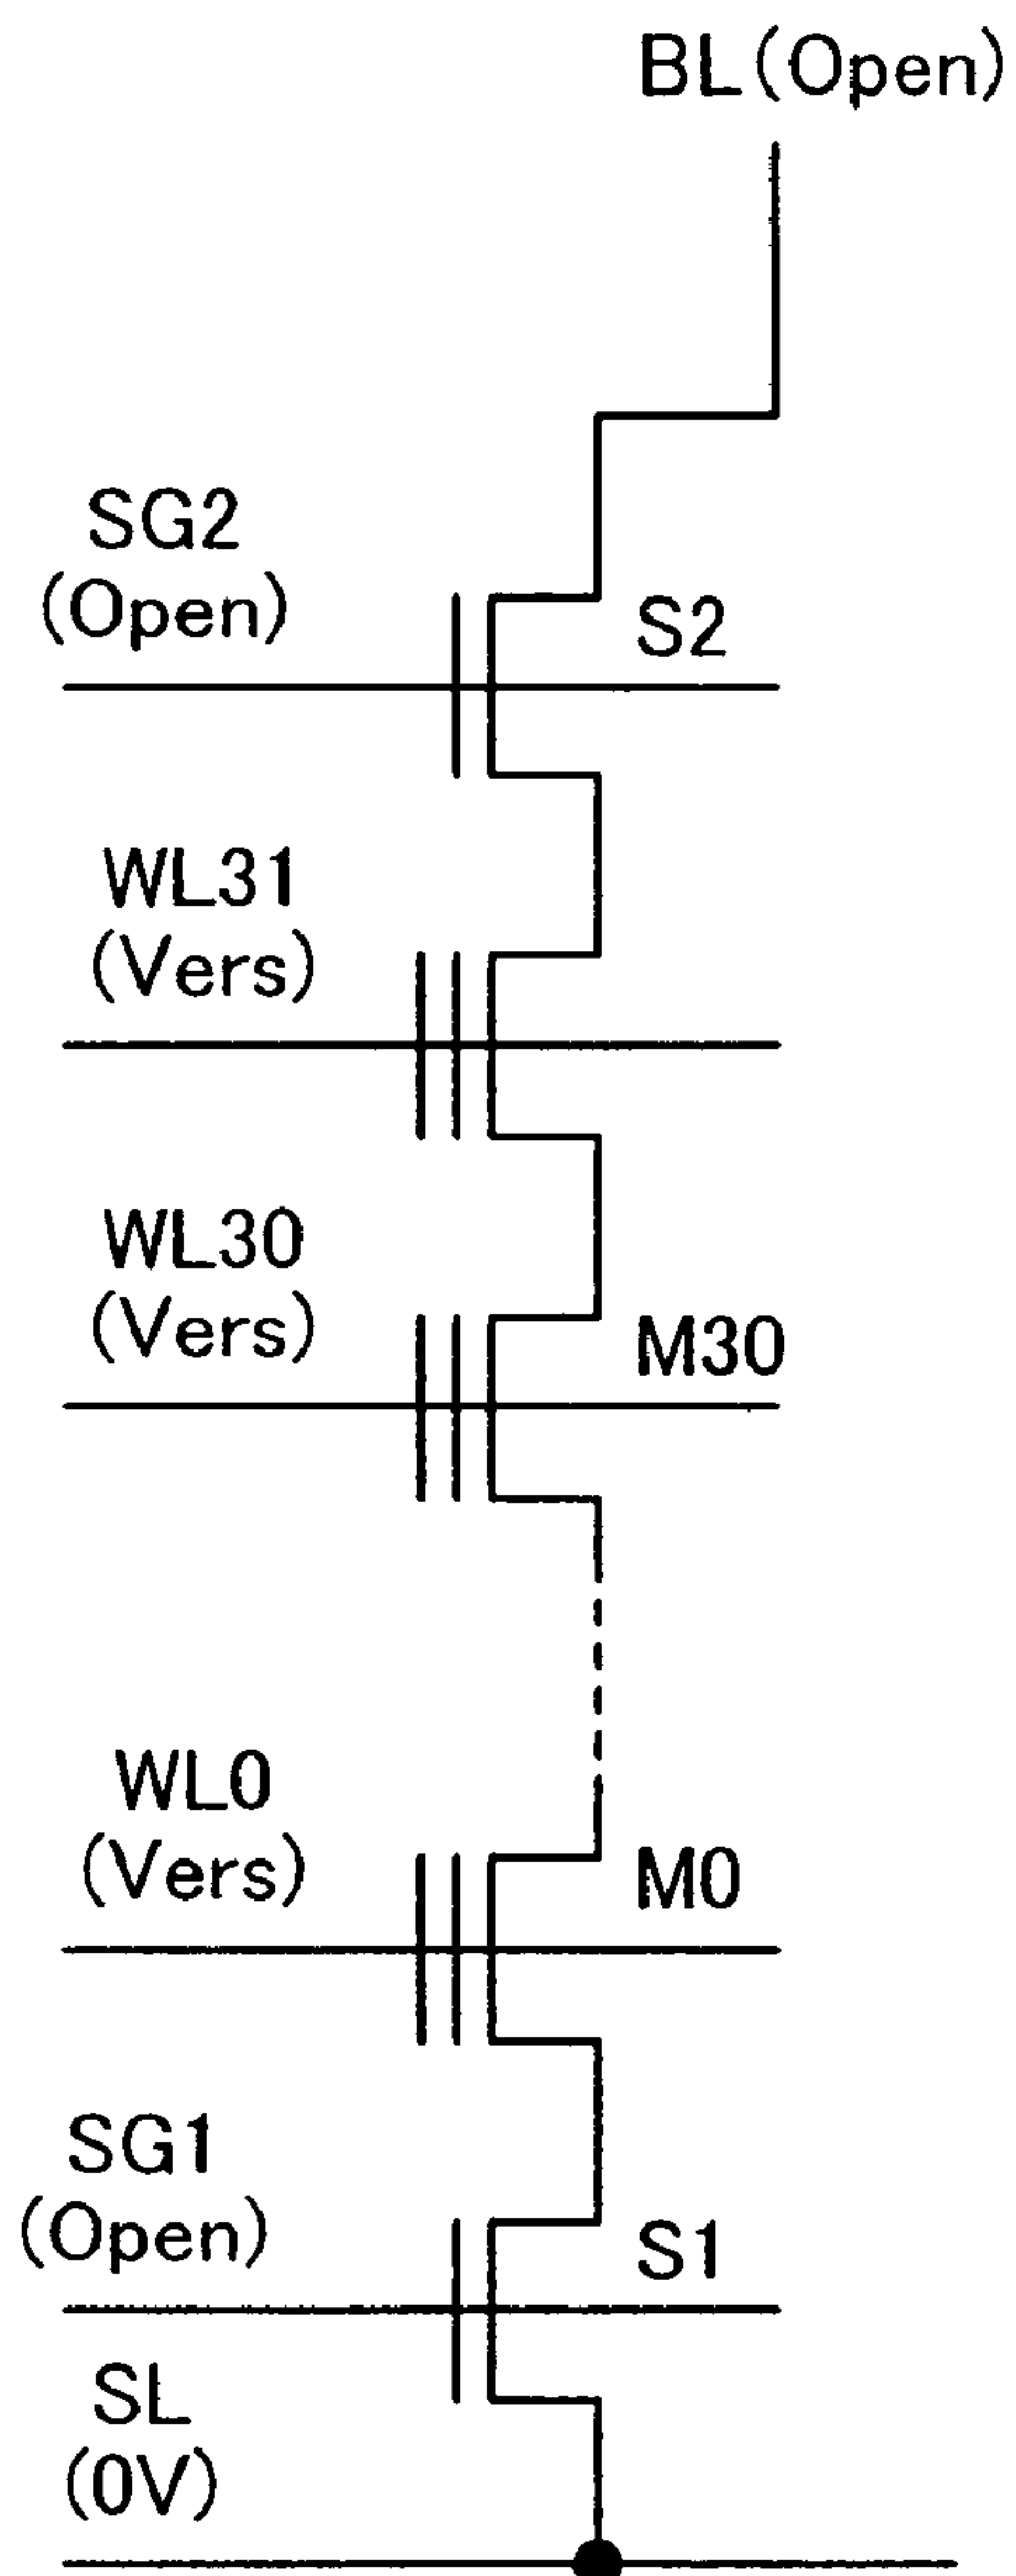 BL(Open)
SG2
(Open)
S2
WL31
(Vers)
WL30
(Vers)
M30
WL0
(Vers)
M0
SG1
(Open)
S1
SL
(0V)